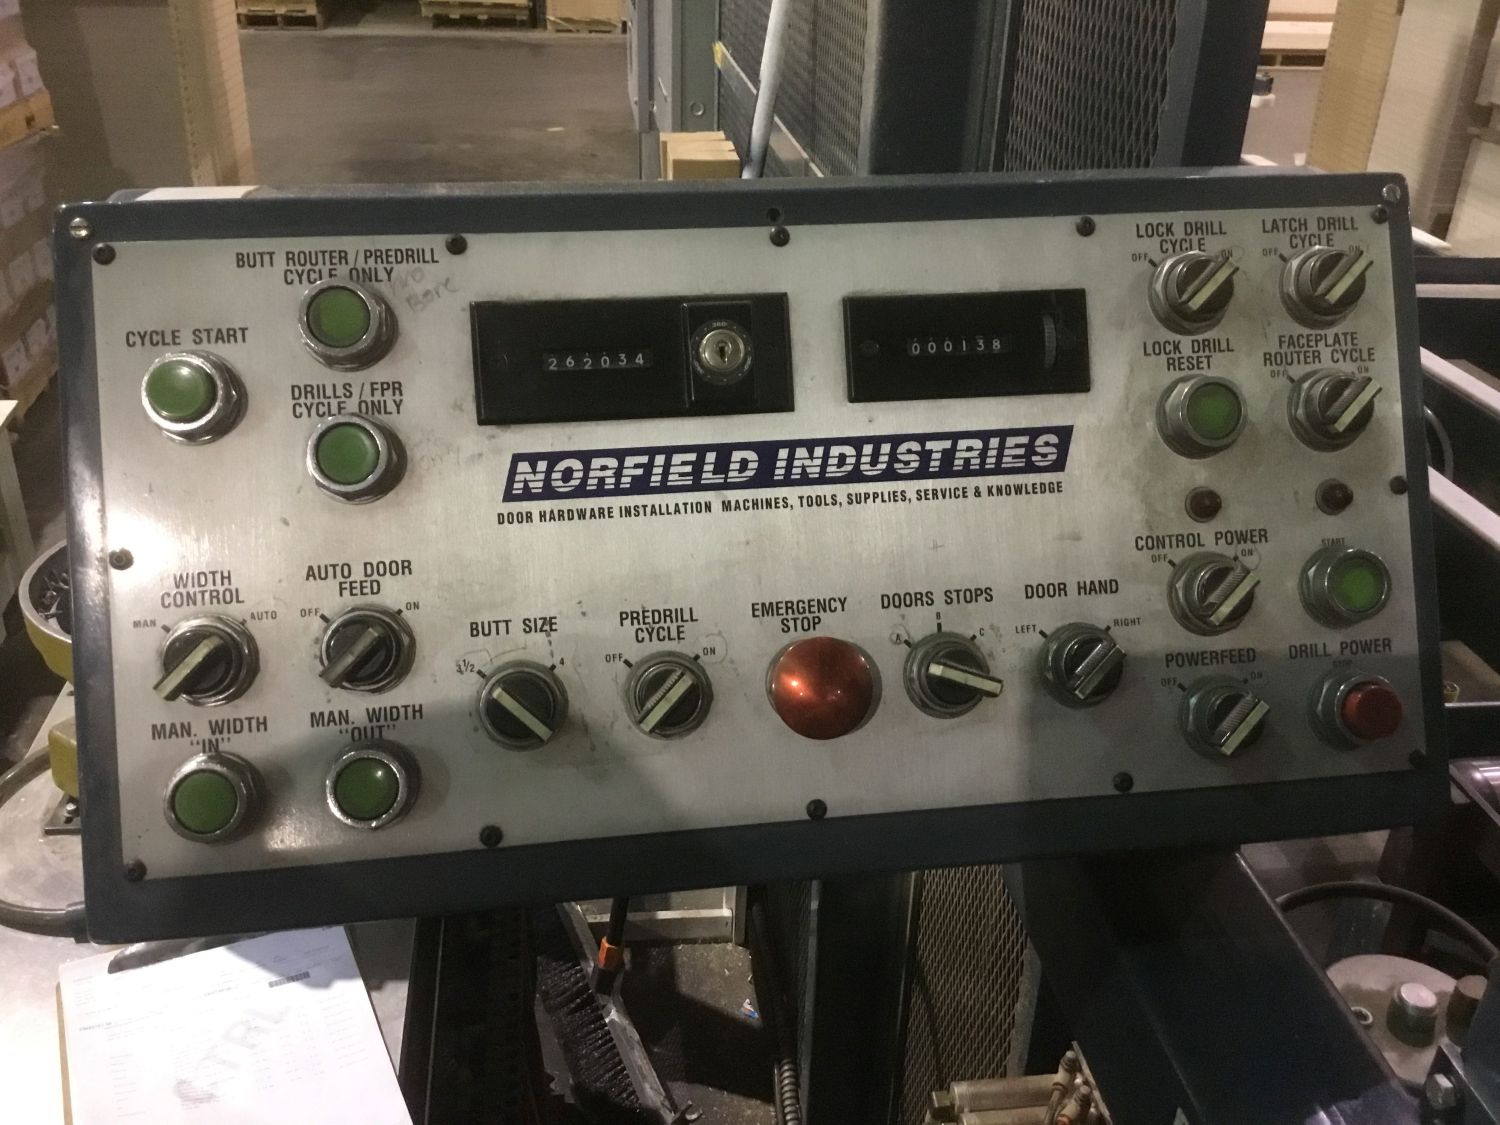 BUTT ROUTER / PREDRILL
CYCLE ONLY
No
Bore
CYCLE START
DRILLS / FPR
CYCLE ONLY
only
262034
000138
LOCK DRILL
CYCLE
OFF
ON
LATCH DRILL
CYCLE
OFF
ON
LOCK DRILL
RESET
FACEPLATE
ROUTER CYCLE
OFF
ON
NORFIELD INDUSTRIES
DOOR HARDWARE INSTALLATION MACHINES, TOOLS, SUPPLIES, SERVICE & KNOWLEDGE
WIDTH
CONTROL
MAN
AUTO
AUTO DOOR
FEED
OFF
ON
BUTT SIZE
3 1/2
4
PREDRILL
CYCLE
OFF
ON
EMERGENCY
STOP
DOORS STOPS
A
B
C
DOOR HAND
LEFT
RIGHT
CONTROL POWER
OFF
ON
START
POWERFEED
OFF
ON
DRILL POWER
STOP
MAN. WIDTH
"IN"
MAN. WIDTH
"OUT"